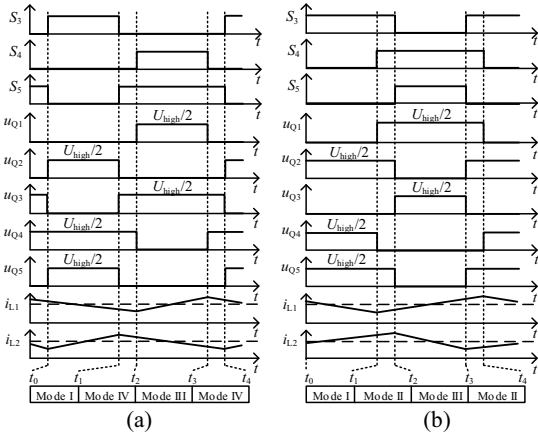 S3 t S3 t
S4 t S4 t
S5 t S5 t
uQ1 Uhigh/2 t uQ1 Uhigh/2 t
uQ2 Uhigh/2 t uQ2 Uhigh/2 t
uQ3 Uhigh/2 t uQ3 Uhigh/2 t
uQ4 Uhigh/2 t uQ4 Uhigh/2 t
uQ5 Uhigh/2 t uQ5 Uhigh/2 t
iL1 t iL1 t
iL2 t iL2 t
t0 t1 t2 t3 t4 t0 t1 t2 t3 t4
Mode I Mode IV Mode III Mode IV Mode I Mode II Mode III Mode II
(a) (b)